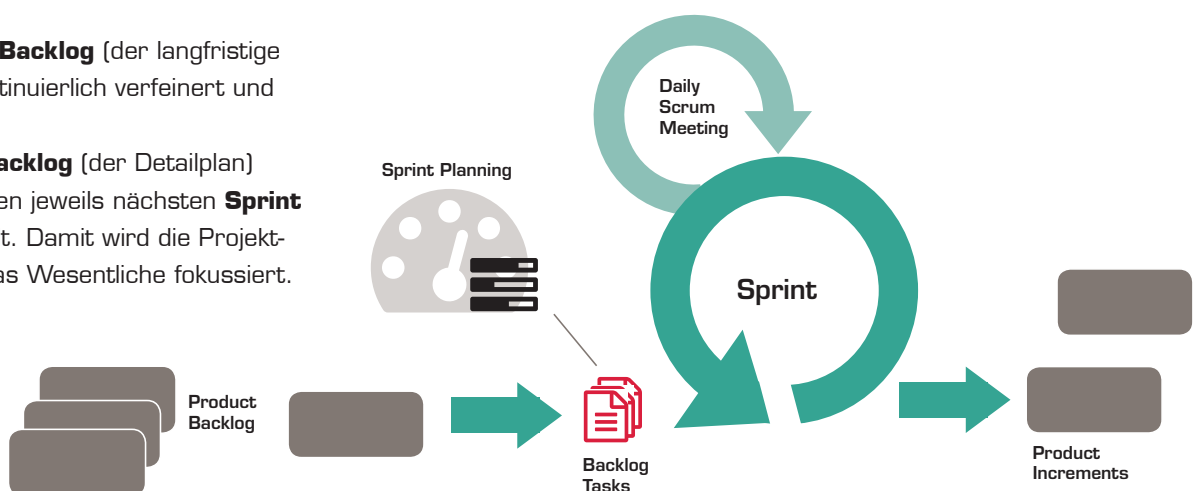 Backlog (der langfristige
tinuierlich verfeinert und
acklog (der Detailplan)
en jeweils nächsten Sprint
t. Damit wird die Projekt-
as Wesentliche fokussiert.
Daily
Scrum
Meeting
Sprint Planning
Sprint
Product
Backlog
Backlog
Tasks
Product
Increments